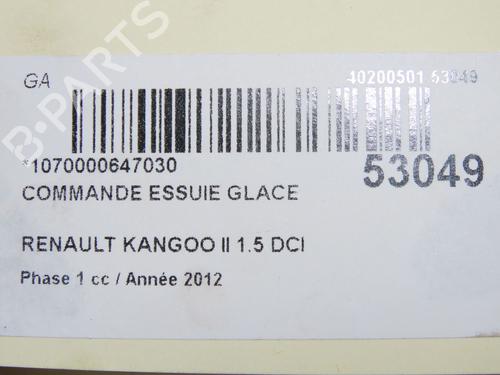 GA
40200501 53049
*1070000647030
53049
COMMANDE ESSUIE GLACE
RENAULT KANGOO II 1.5 DCI
Phase 1 cc / Année 2012
B-PARTS